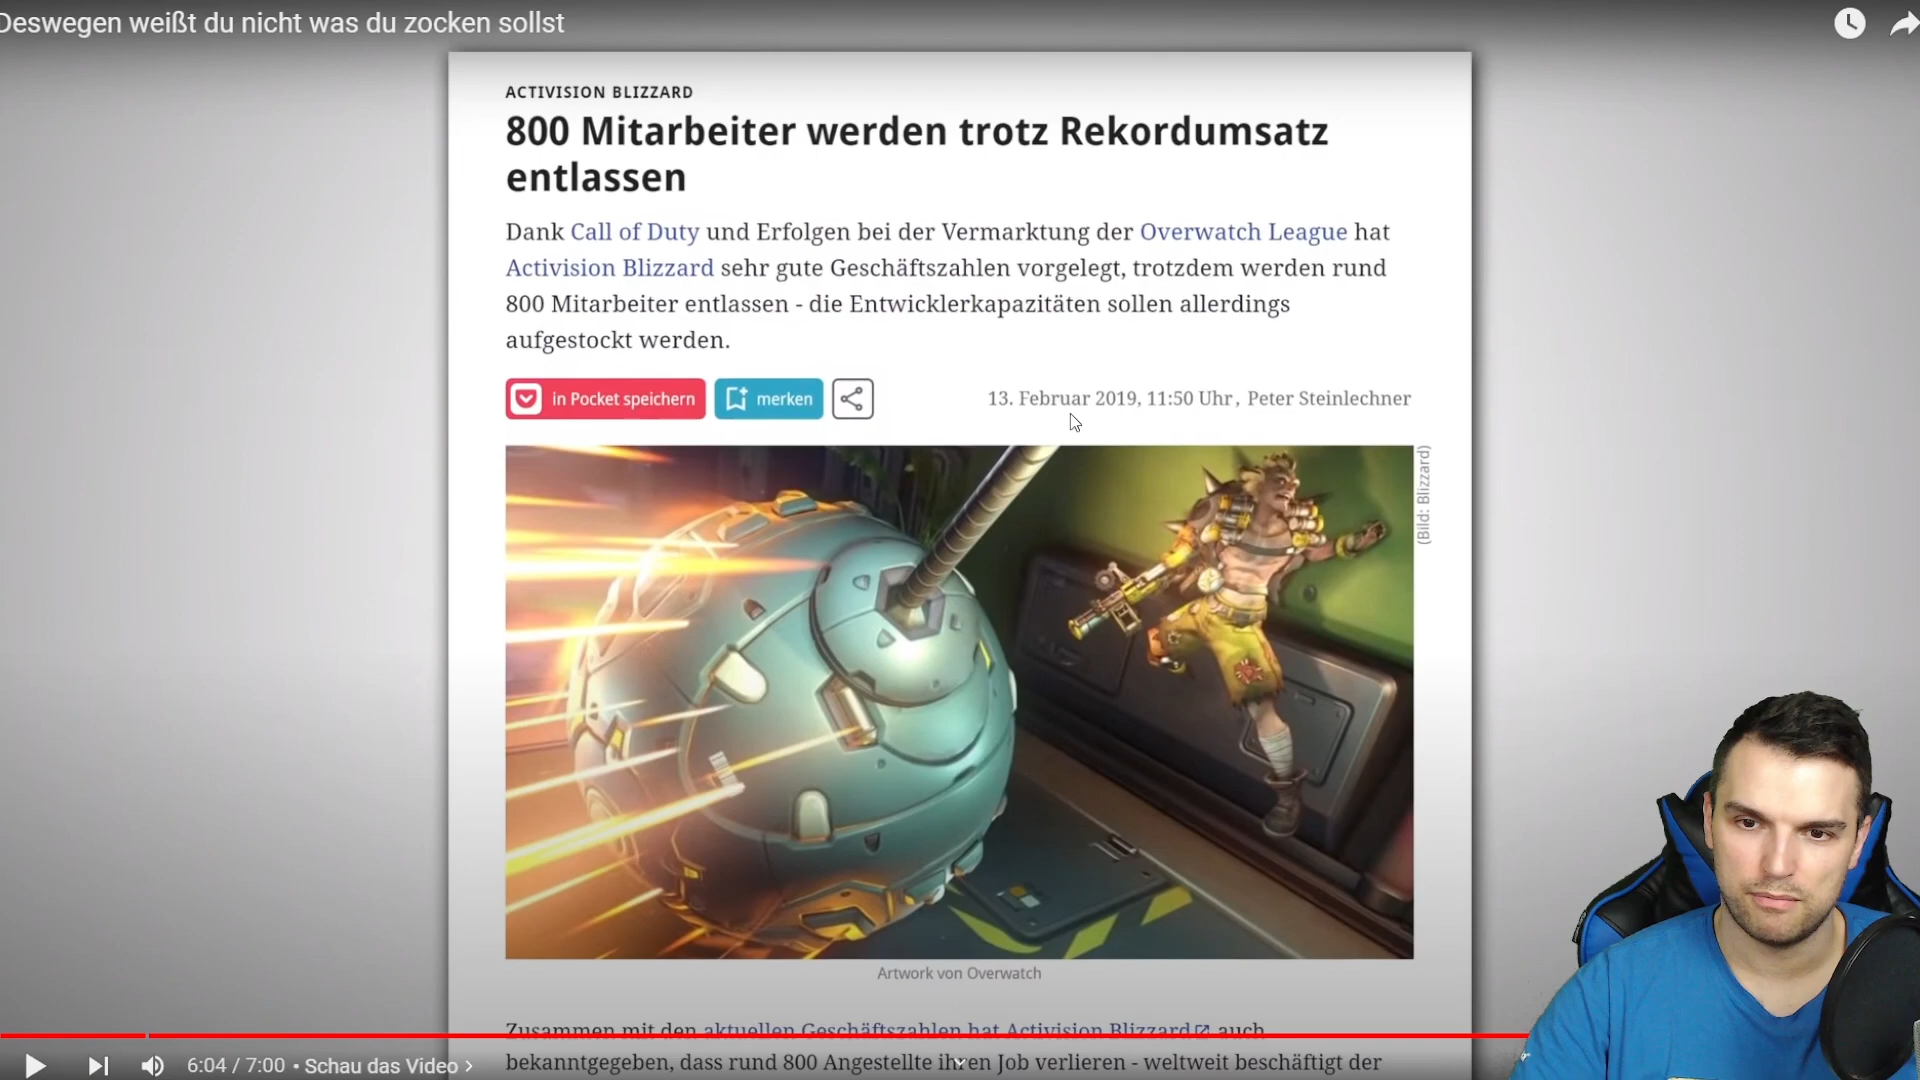 Deswegen weißt du nicht was du zocken sollst
ACTIVISION BLIZZARD
800 Mitarbeiter werden trotz Rekordumsatz
entlassen
Dank Call of Duty und Erfolgen bei der Vermarktung der Overwatch League hat
Activision Blizzard sehr gute Geschäftszahlen vorgelegt, trotzdem werden rund
800 Mitarbeiter entlassen - die Entwicklerkapazitäten sollen allerdings
aufgestockt werden.
in Pocket speichern
merken
13. Februar 2019, 11:50 Uhr, Peter Steinlechner
(Bild: Blizzard)
Artwork von Overwatch
Zusammen mit den aktuellen Geschäftszahlen hat Activision Blizzard auch
bekanntgegeben, dass rund 800 Angestellte ihren Job verlieren - weltweit beschäftigt der
6:04 / 7:00 • Schau das Video >